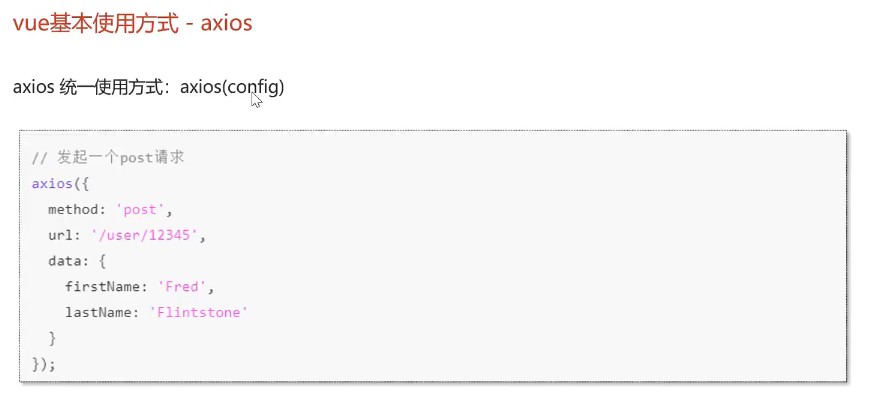 vue基本使用方式 - axios
axios 统一使用方式：axios(config)
// 发起一个post请求
axios({
  method: 'post',
  url: '/user/12345',
  data: {
    firstName: 'Fred',
    lastName: 'Flintstone'
  }
});